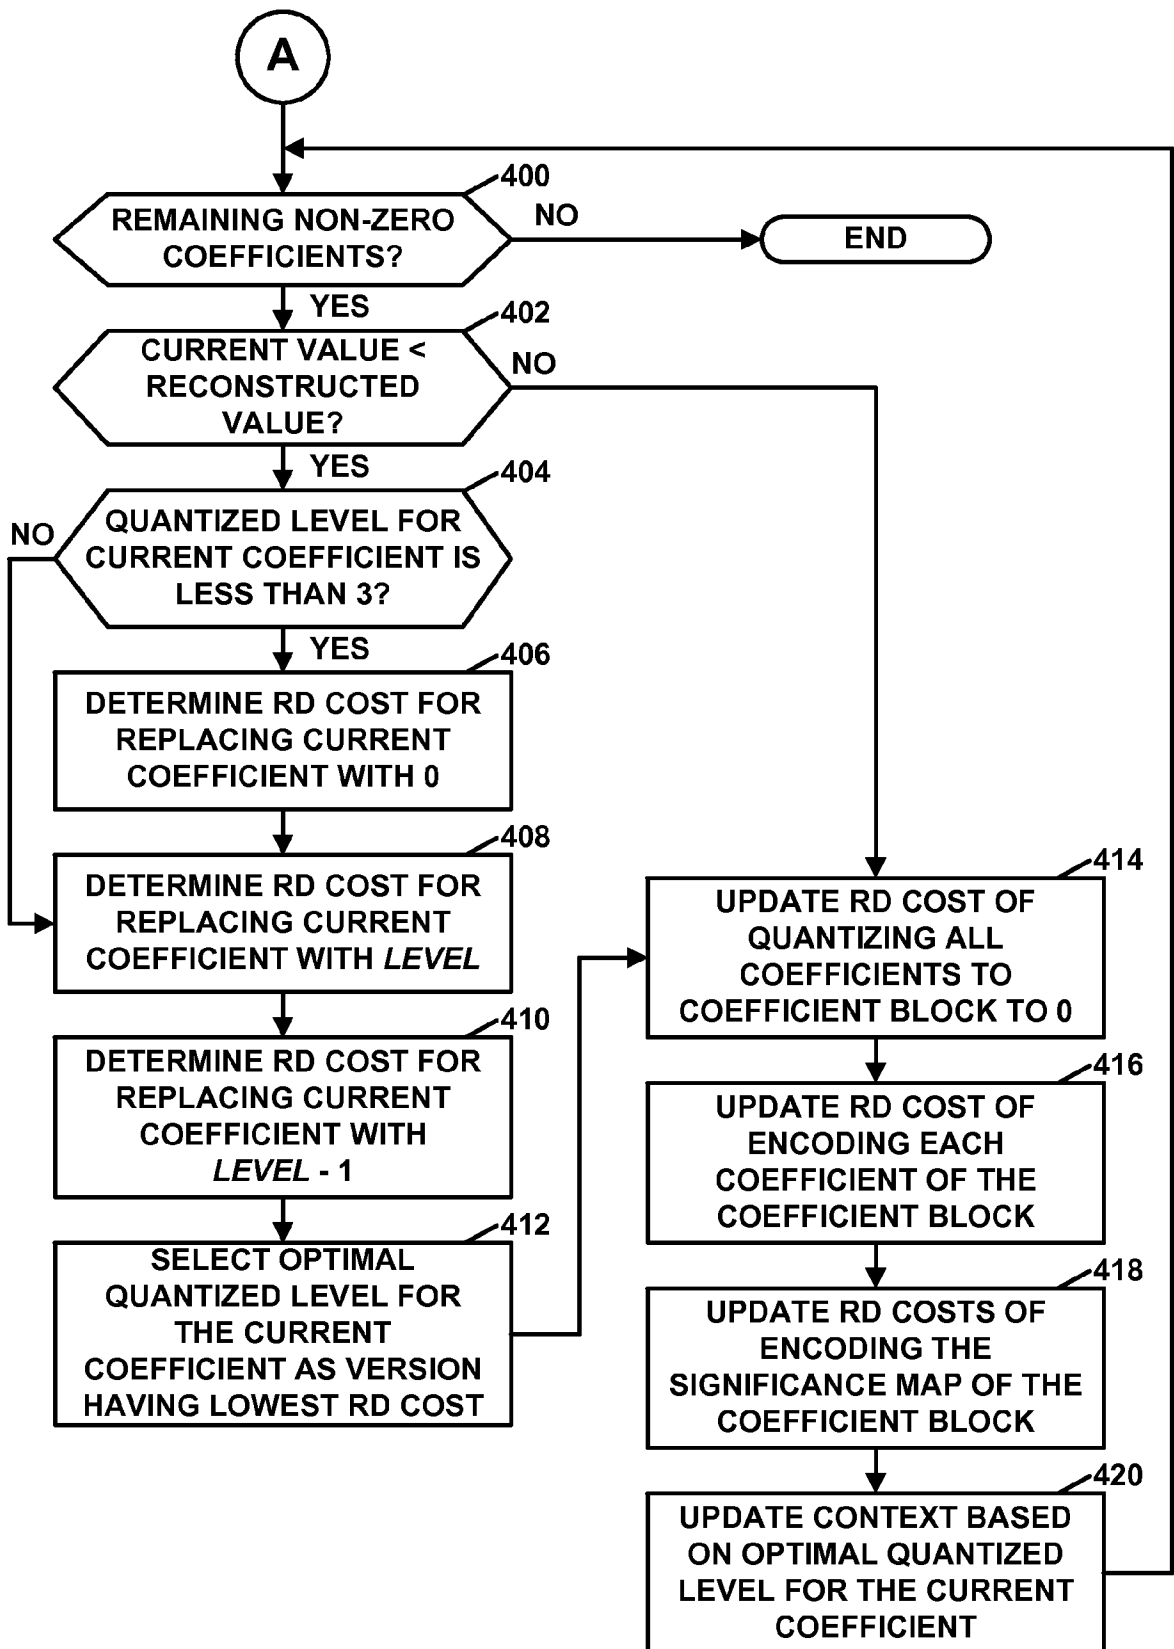 A
400
REMAINING NON-ZERO
COEFFICIENTS?
NO
END
YES
402
CURRENT VALUE <
RECONSTRUCTED
VALUE?
NO
YES
404
QUANTIZED LEVEL FOR
CURRENT COEFFICIENT IS
LESS THAN 3?
NO
YES
406
DETERMINE RD COST FOR
REPLACING CURRENT
COEFFICIENT WITH 0
408
DETERMINE RD COST FOR
REPLACING CURRENT
COEFFICIENT WITH LEVEL
410
DETERMINE RD COST FOR
REPLACING CURRENT
COEFFICIENT WITH
LEVEL - 1
412
SELECT OPTIMAL
QUANTIZED LEVEL FOR
THE CURRENT
COEFFICIENT AS VERSION
HAVING LOWEST RD COST
414
UPDATE RD COST OF
QUANTIZING ALL
COEFFICIENTS TO
COEFFICIENT BLOCK TO 0
416
UPDATE RD COST OF
ENCODING EACH
COEFFICIENT OF THE
COEFFICIENT BLOCK
418
UPDATE RD COSTS OF
ENCODING THE
SIGNIFICANCE MAP OF THE
COEFFICIENT BLOCK
420
UPDATE CONTEXT BASED
ON OPTIMAL QUANTIZED
LEVEL FOR THE CURRENT
COEFFICIENT